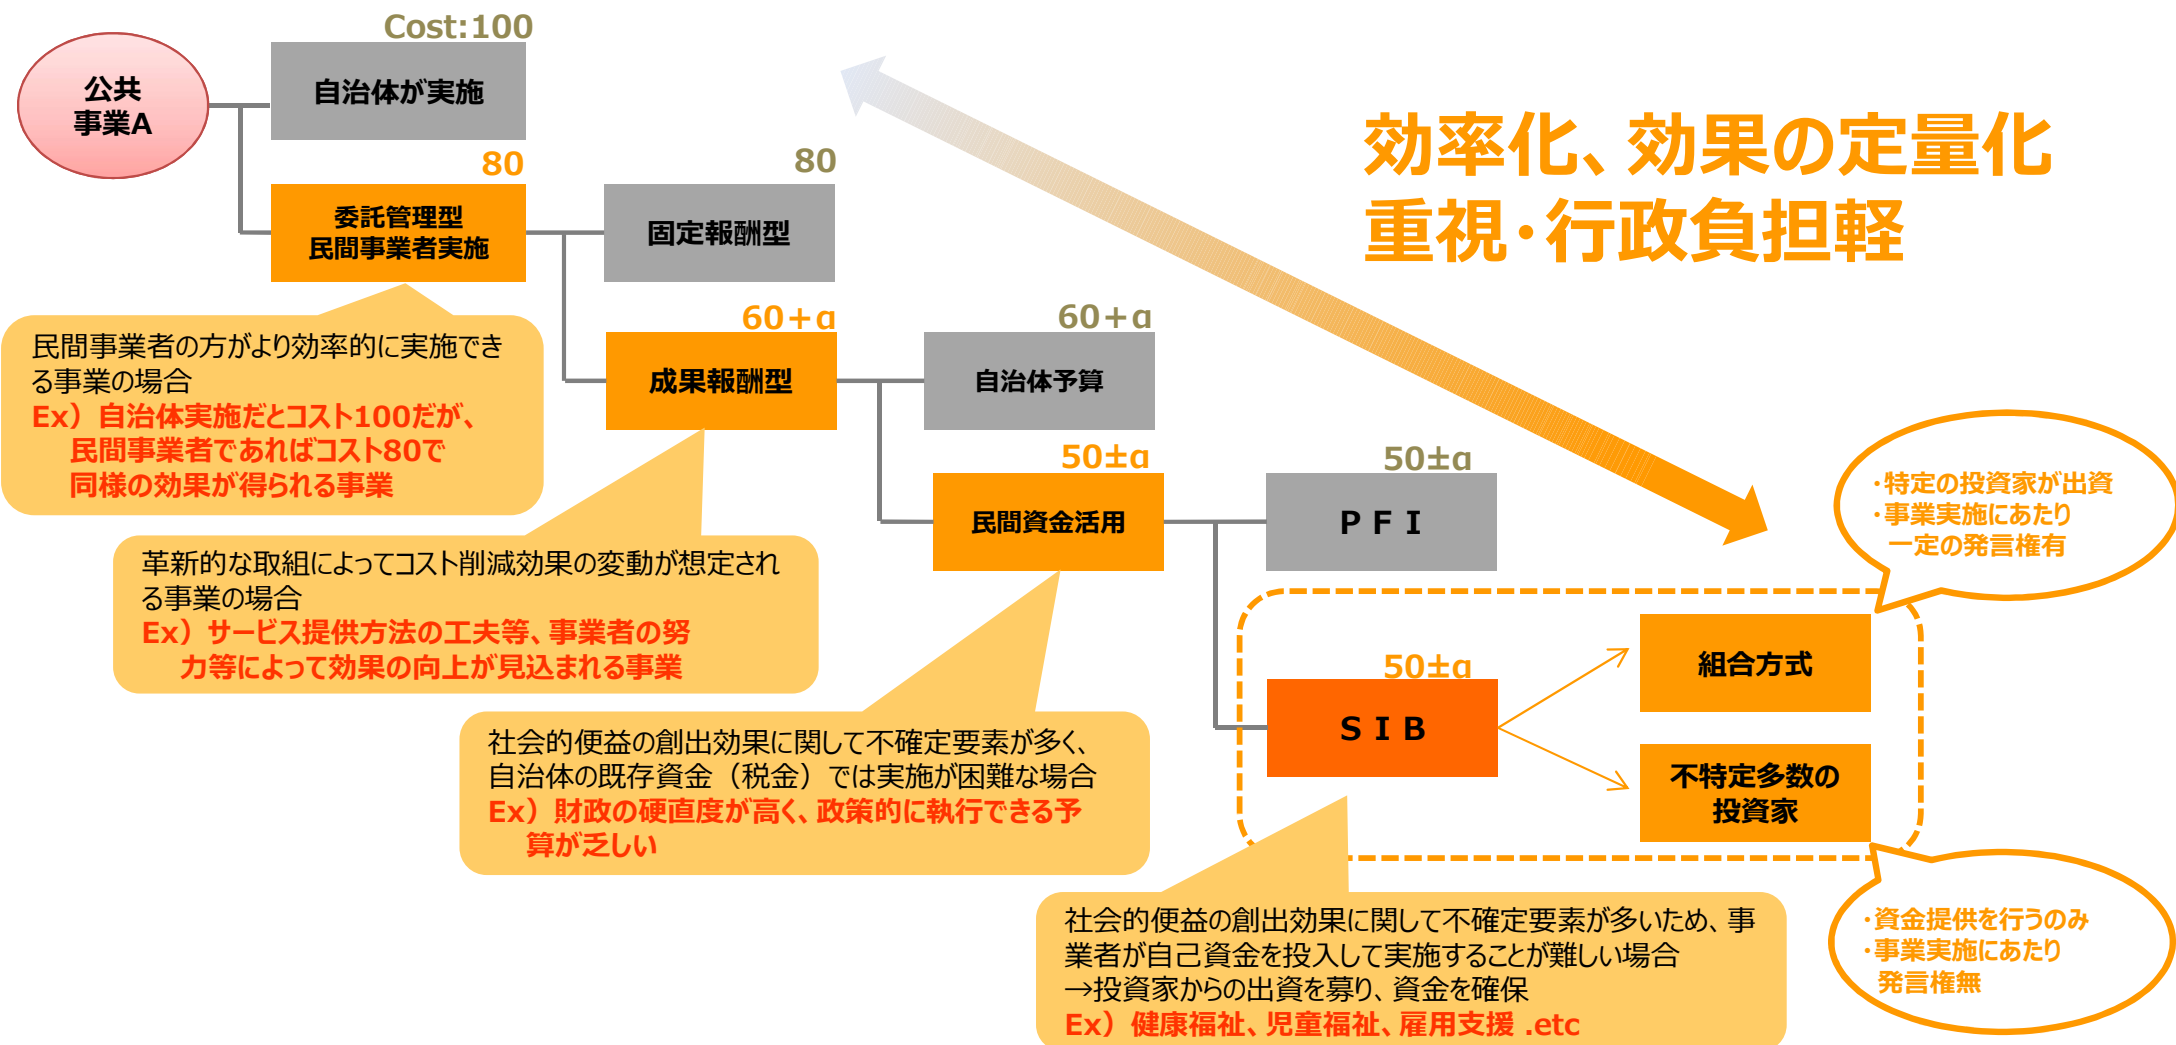 Cost:100
公共
事業A
自治体が実施
80
委託管理型
民間事業者実施
80
固定報酬型
効率化、効果の定量化
重視・行政負担軽
60+α
成果報酬型
60+α
自治体予算
民間事業者の方がより効率的に実施でき
る事業の場合
Ex）自治体実施だとコスト100だが、
民間事業者であればコスト80で
同様の効果が得られる事業
50±α
民間資金活用
50±α
ＰＦＩ
・特定の投資家が出資
・事業実施にあたり
一定の発言権有
革新的な取組によってコスト削減効果の変動が想定され
る事業の場合
Ex）サービス提供方法の工夫等、事業者の努
力等によって効果の向上が見込まれる事業
50±α
ＳＩＢ
組合方式
不特定多数の
投資家
社会的便益の創出効果に関して不確定要素が多く、
自治体の既存資金（税金）では実施が困難な場合
Ex）財政の硬直度が高く、政策的に執行できる予
算が乏しい
・資金提供を行うのみ
・事業実施にあたり
発言権無
社会的便益の創出効果に関して不確定要素が多いため、事
業者が自己資金を投入して実施することが難しい場合
→投資家からの出資を募り、資金を確保
Ex）健康福祉、児童福祉、雇用支援 .etc